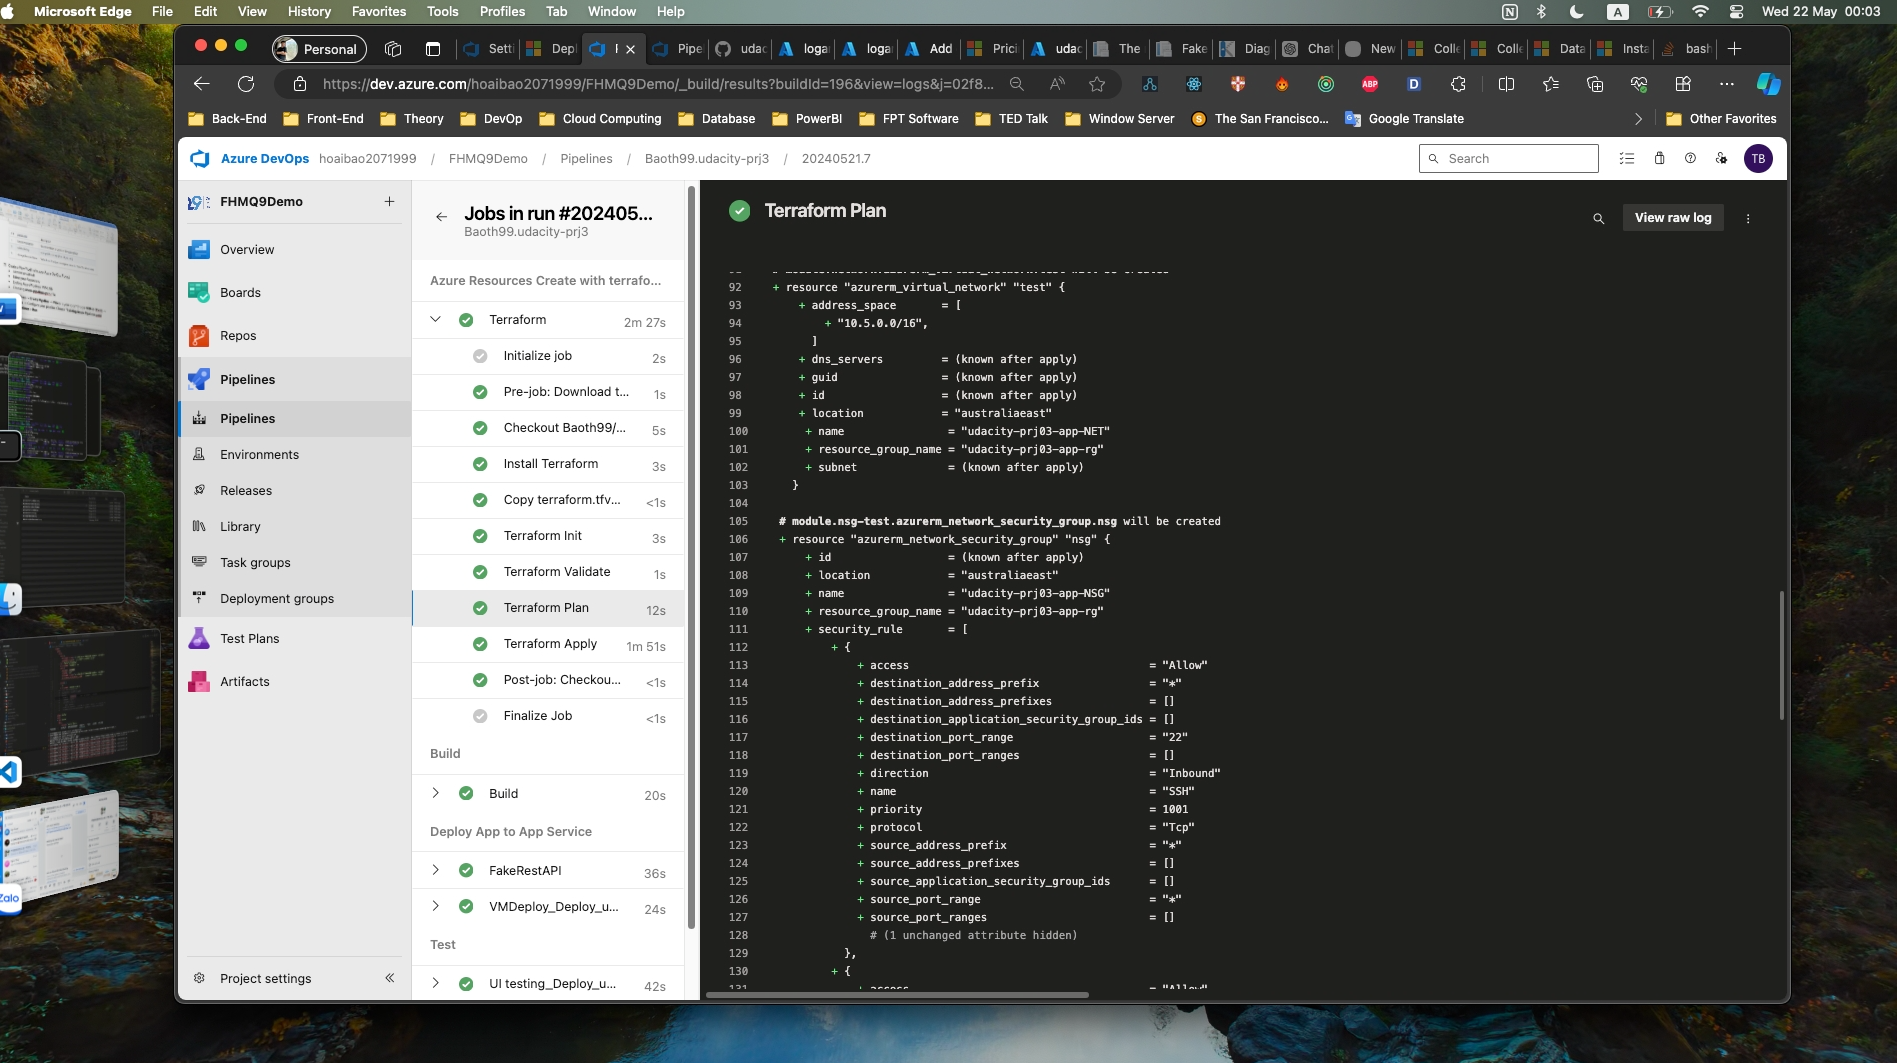 Microsoft Edge File Edit View History Favorites Tools Profiles Tab Window Help
A Wed 22 May 00:03
Personal
Setti Depl F Pipe udac loga loga Add Prici udac The Fake Diag Chat New Colle Colle Data Insta bash
https://dev.azure.com/hoaibao2071999/FHMQ9Demo/_build/results?buildId=196&view=logs&j=02f8...
ABP D
Back-End Front-End Theory DevOp Cloud Computing Database PowerBI FPT Software TED Talk Window Server The San Francisco... Google Translate Other Favorites
Azure DevOps hoaibao2071999 / FHMQ9Demo / Pipelines / Baoth99.udacity-prj3 / 20240521.7
Search
TB
FHMQ9Demo
Overview
Boards
Repos
Pipelines
Pipelines
Environments
Releases
Library
Task groups
Deployment groups
Test Plans
Artifacts
Project settings
Jobs in run #202405...
Baoth99.udacity-prj3
Azure Resources Create with terrafo...
Terraform 2m 27s
Initialize job 2s
Pre-job: Download t... 1s
Checkout Baoth99/... 5s
Install Terraform 3s
Copy terraform.tfv... <1s
Terraform Init 3s
Terraform Validate 1s
Terraform Plan 12s
Terraform Apply 1m 51s
Post-job: Checkou... <1s
Finalize Job <1s
Build
Build 20s
Deploy App to App Service
FakeRestAPI 36s
VMDeploy_Deploy_u... 24s
Test
UI testing_Deploy_u... 42s
Terraform Plan
View raw log
92 + resource "azurerm_virtual_network" "test" {
93 + address_space = [
94 + "10.5.0.0/16",
95 ]
96 + dns_servers = (known after apply)
97 + guid = (known after apply)
98 + id = (known after apply)
99 + location = "australiaeast"
100 + name = "udacity-prj03-app-NET"
101 + resource_group_name = "udacity-prj03-app-rg"
102 + subnet = (known after apply)
103 }
104
105 # module.nsg-test.azurerm_network_security_group.nsg will be created
106 + resource "azurerm_network_security_group" "nsg" {
107 + id = (known after apply)
108 + location = "australiaeast"
109 + name = "udacity-prj03-app-NSG"
110 + resource_group_name = "udacity-prj03-app-rg"
111 + security_rule = [
112 + {
113 + access = "Allow"
114 + destination_address_prefix = "*"
115 + destination_address_prefixes = []
116 + destination_application_security_group_ids = []
117 + destination_port_range = "22"
118 + destination_port_ranges = []
119 + direction = "Inbound"
120 + name = "SSH"
121 + priority = 1001
122 + protocol = "Tcp"
123 + source_address_prefix = "*"
124 + source_address_prefixes = []
125 + source_application_security_group_ids = []
126 + source_port_range = "*"
127 + source_port_ranges = []
128 # (1 unchanged attribute hidden)
129 },
130 + {
Zalo